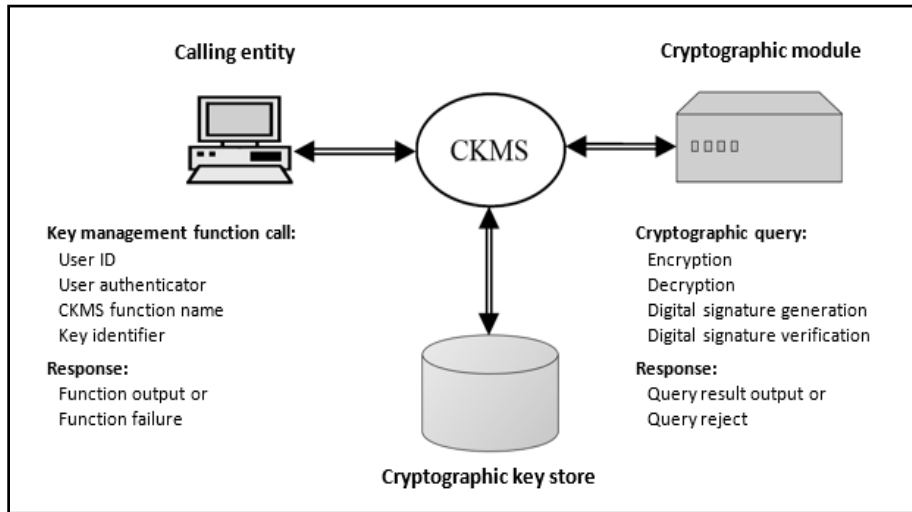 Calling entity
Cryptographic module
CKMS
Key management function call:
User ID
User authenticator
CKMS function name
Key identifier
Response:
Function output or
Function failure
Cryptographic query:
Encryption
Decryption
Digital signature generation
Digital signature verification
Response:
Query result output or
Query reject
Cryptographic key store